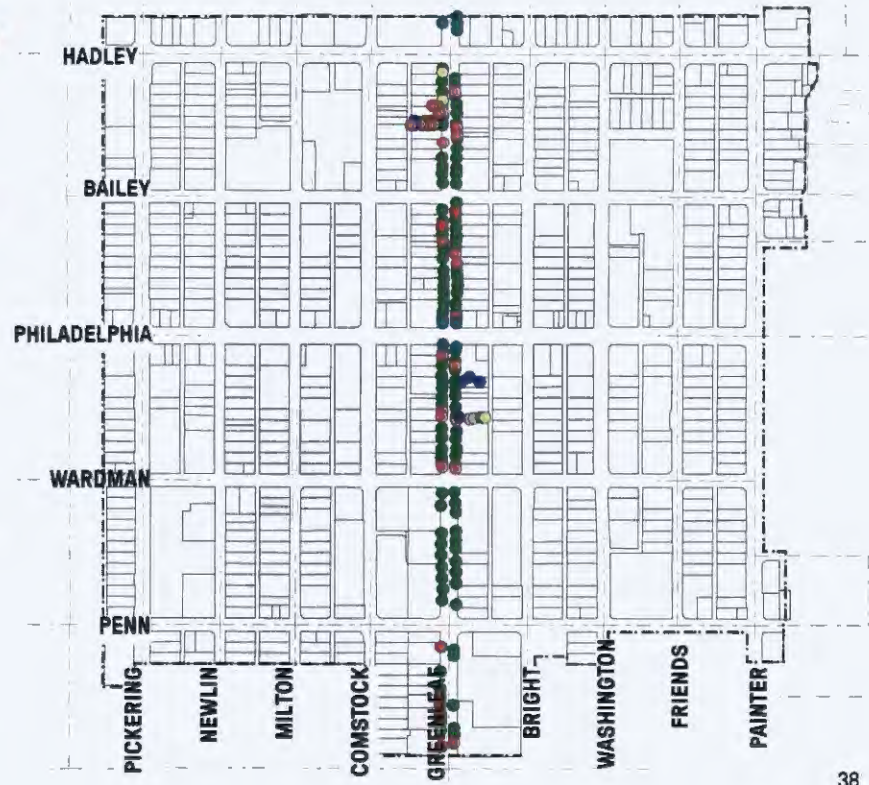 HADLEY
BAILEY
PHILADELPHIA
WARDMAN
PENN
PICKERING
NEWLIN
MILTON
COMSTOCK
GREENLEAF
BRIGHT
WASHINGTON
FRIENDS
PAINTER
38